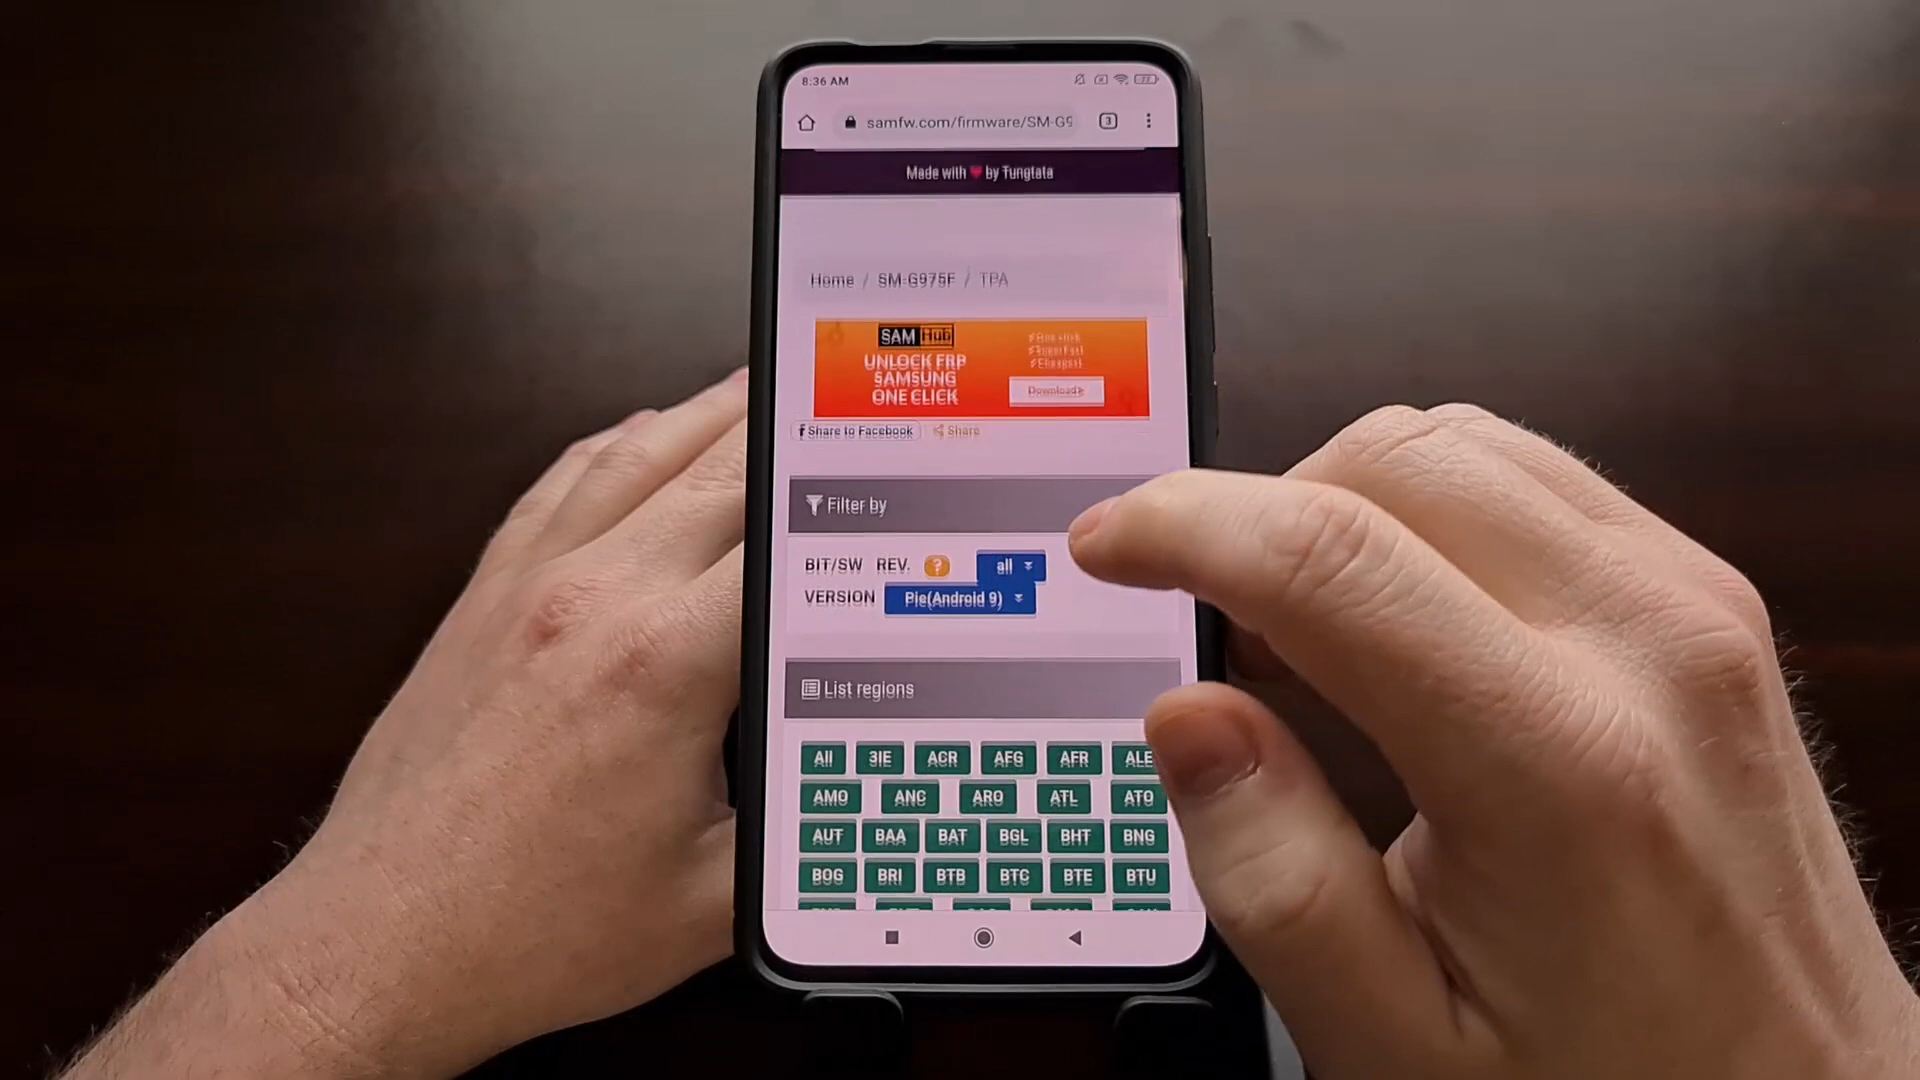 8:36 AM
samfw.com/firmware/SM-G9
3
Made with by Tungtata
Home / SM-G975F / TPA
SAM Hub
UNLOCK FRP
SAMSUNG
ONE CLICK
Download
Share to Facebook Share
Filter by
BIT/SW REV. ? all
VERSION Pie(Android 9)
List regions
All 3IE ACR AFG AFR ALE
AMO ANC ARO ATL ATO
AUT BAA BAT BGL BHT BNG
BOG BRI BTB BTC BTE BTU